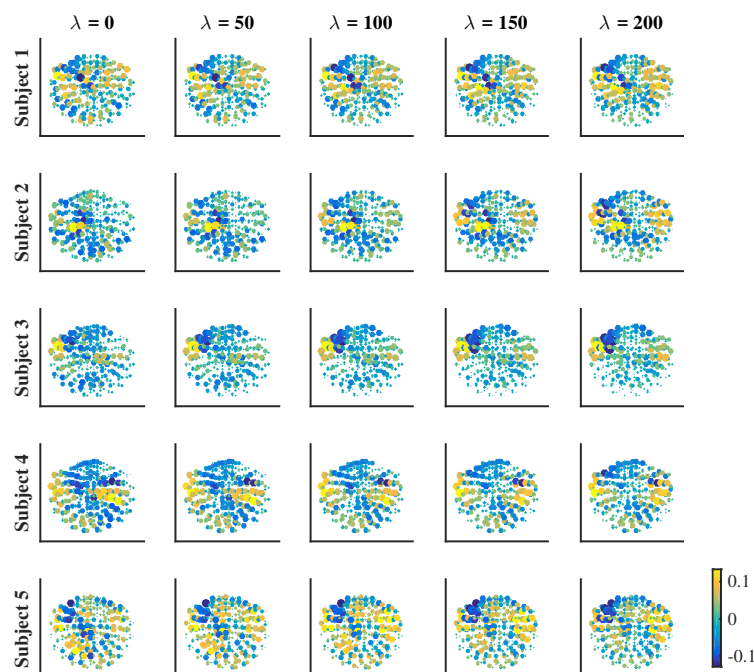 λ = 0 λ = 50 λ = 100 λ = 150 λ = 200
Subject 1
Subject 2
Subject 3
Subject 4
Subject 5
0.1
0
-0.1